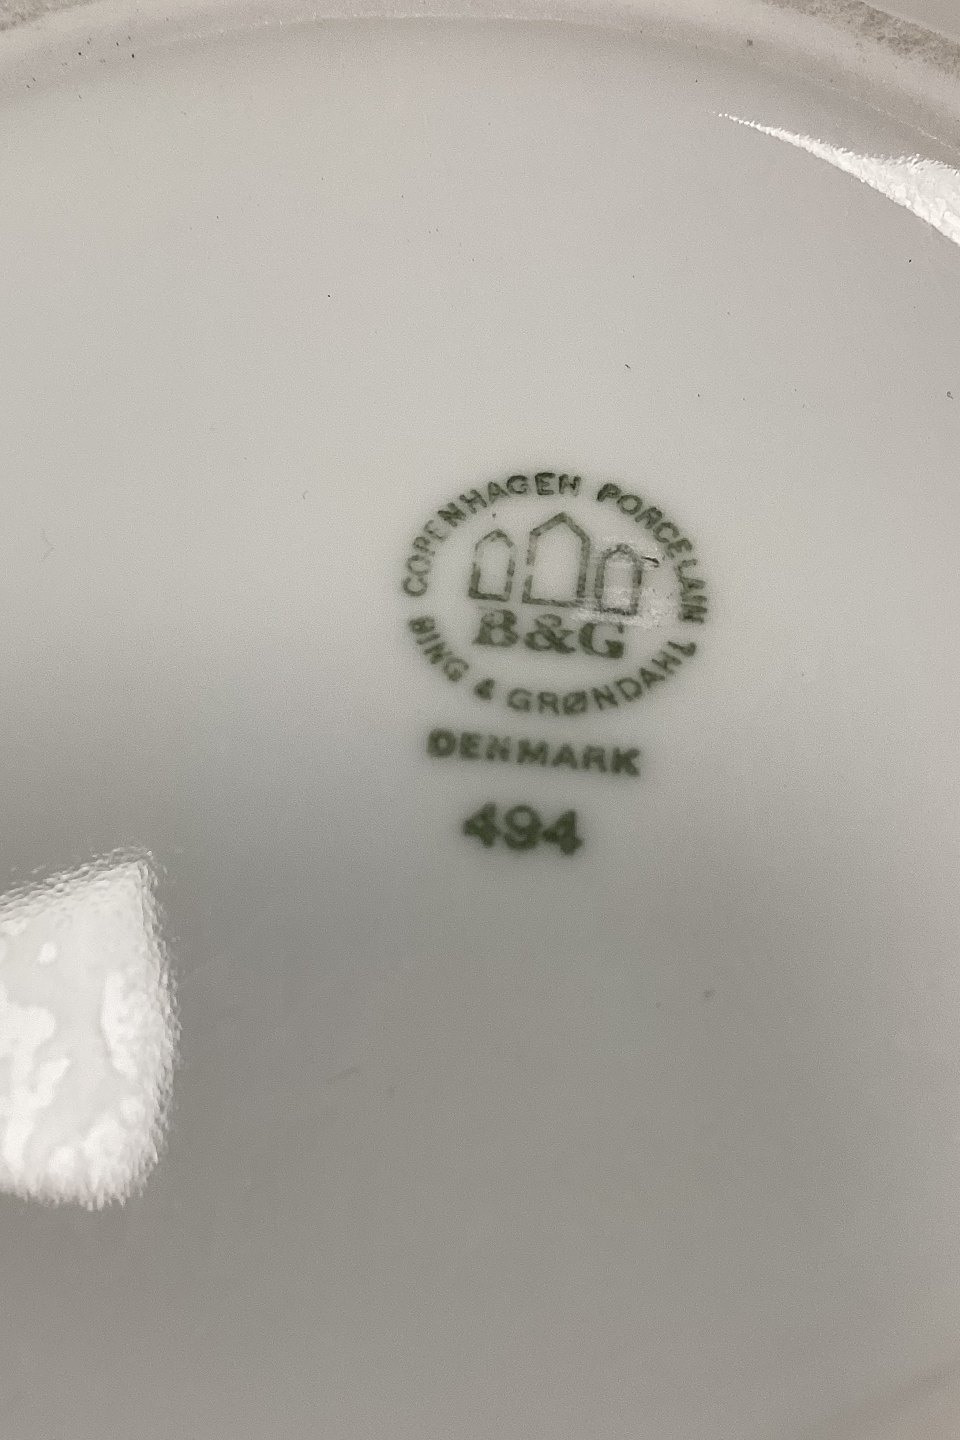 COPENHAGEN PORCELAIN
B&G
BING & GRØNDAHL
DENMARK
494